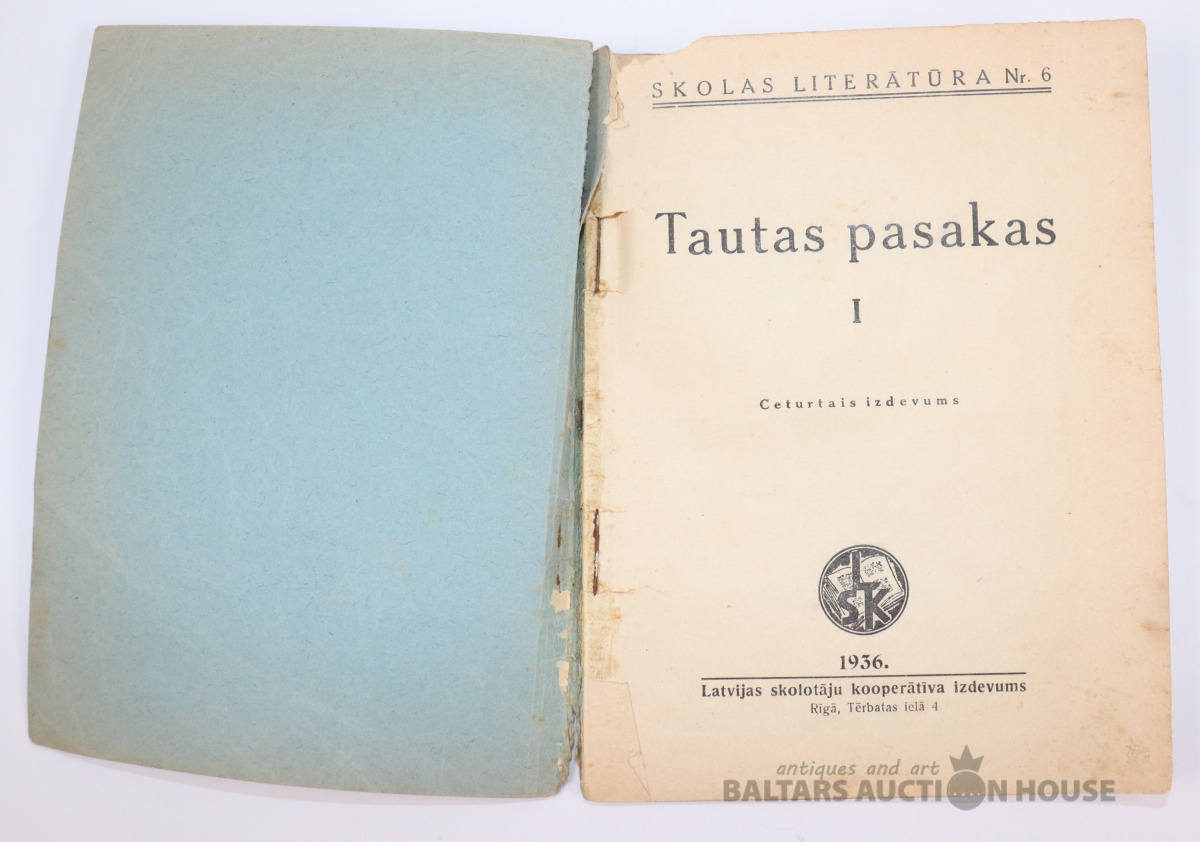 SKOLAS LITERĀTŪRA Nr. 6
Tautas pasakas
I
Ceturtais izdevums
LSK
1936.
Latvijas skolotāju kooperātīva izdevums
Rīgā, Tērbatas ielā 4
antiques and art
BALTARS AUCTION HOUSE